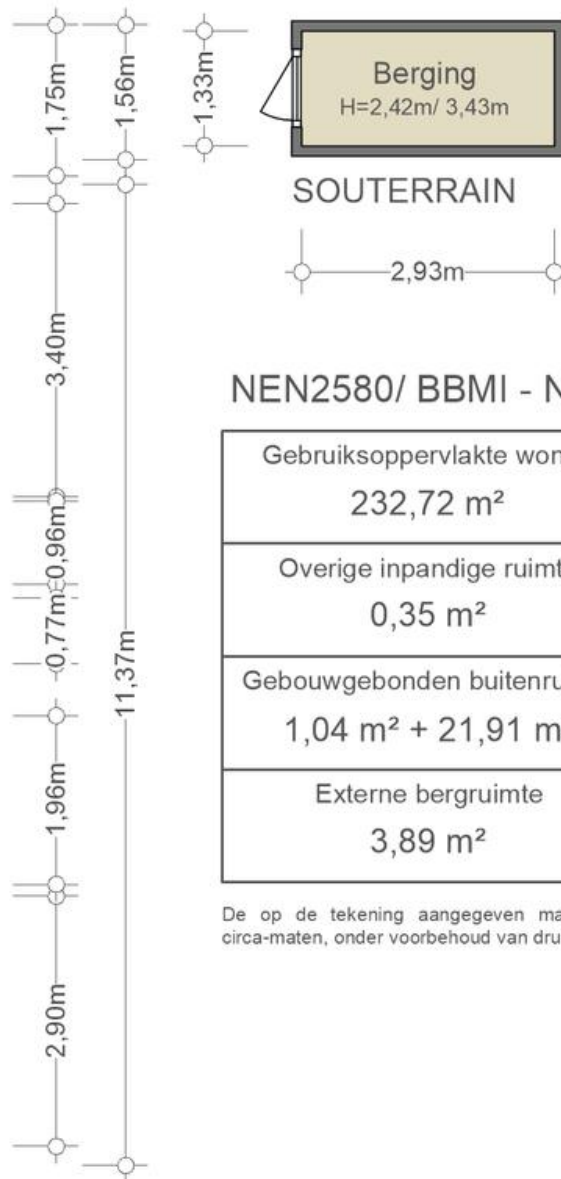 1,75m
1,56m
1,33m
Berging
H=2,42m/ 3,43m
SOUTERRAIN
2,93m
3,40m
0,96m
0,77m
11,37m
1,96m
2,90m
NEN2580/ BBMI - N
Gebruiksoppervlakte won
232,72 m²
Overige inpandige ruimt
0,35 m²
Gebouwgebonden buitenru
1,04 m² + 21,91 m
Externe bergruimte
3,89 m²
De op de tekening aangegeven ma
circa-maten, onder voorbehoud van dru